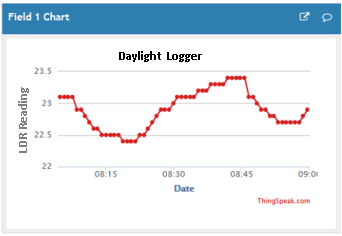 Field 1 Chart
Daylight Logger
LDR Reading
23.5
23
22.5
22
08:15 08:30 08:45 09:00
Date
ThingSpeak.com